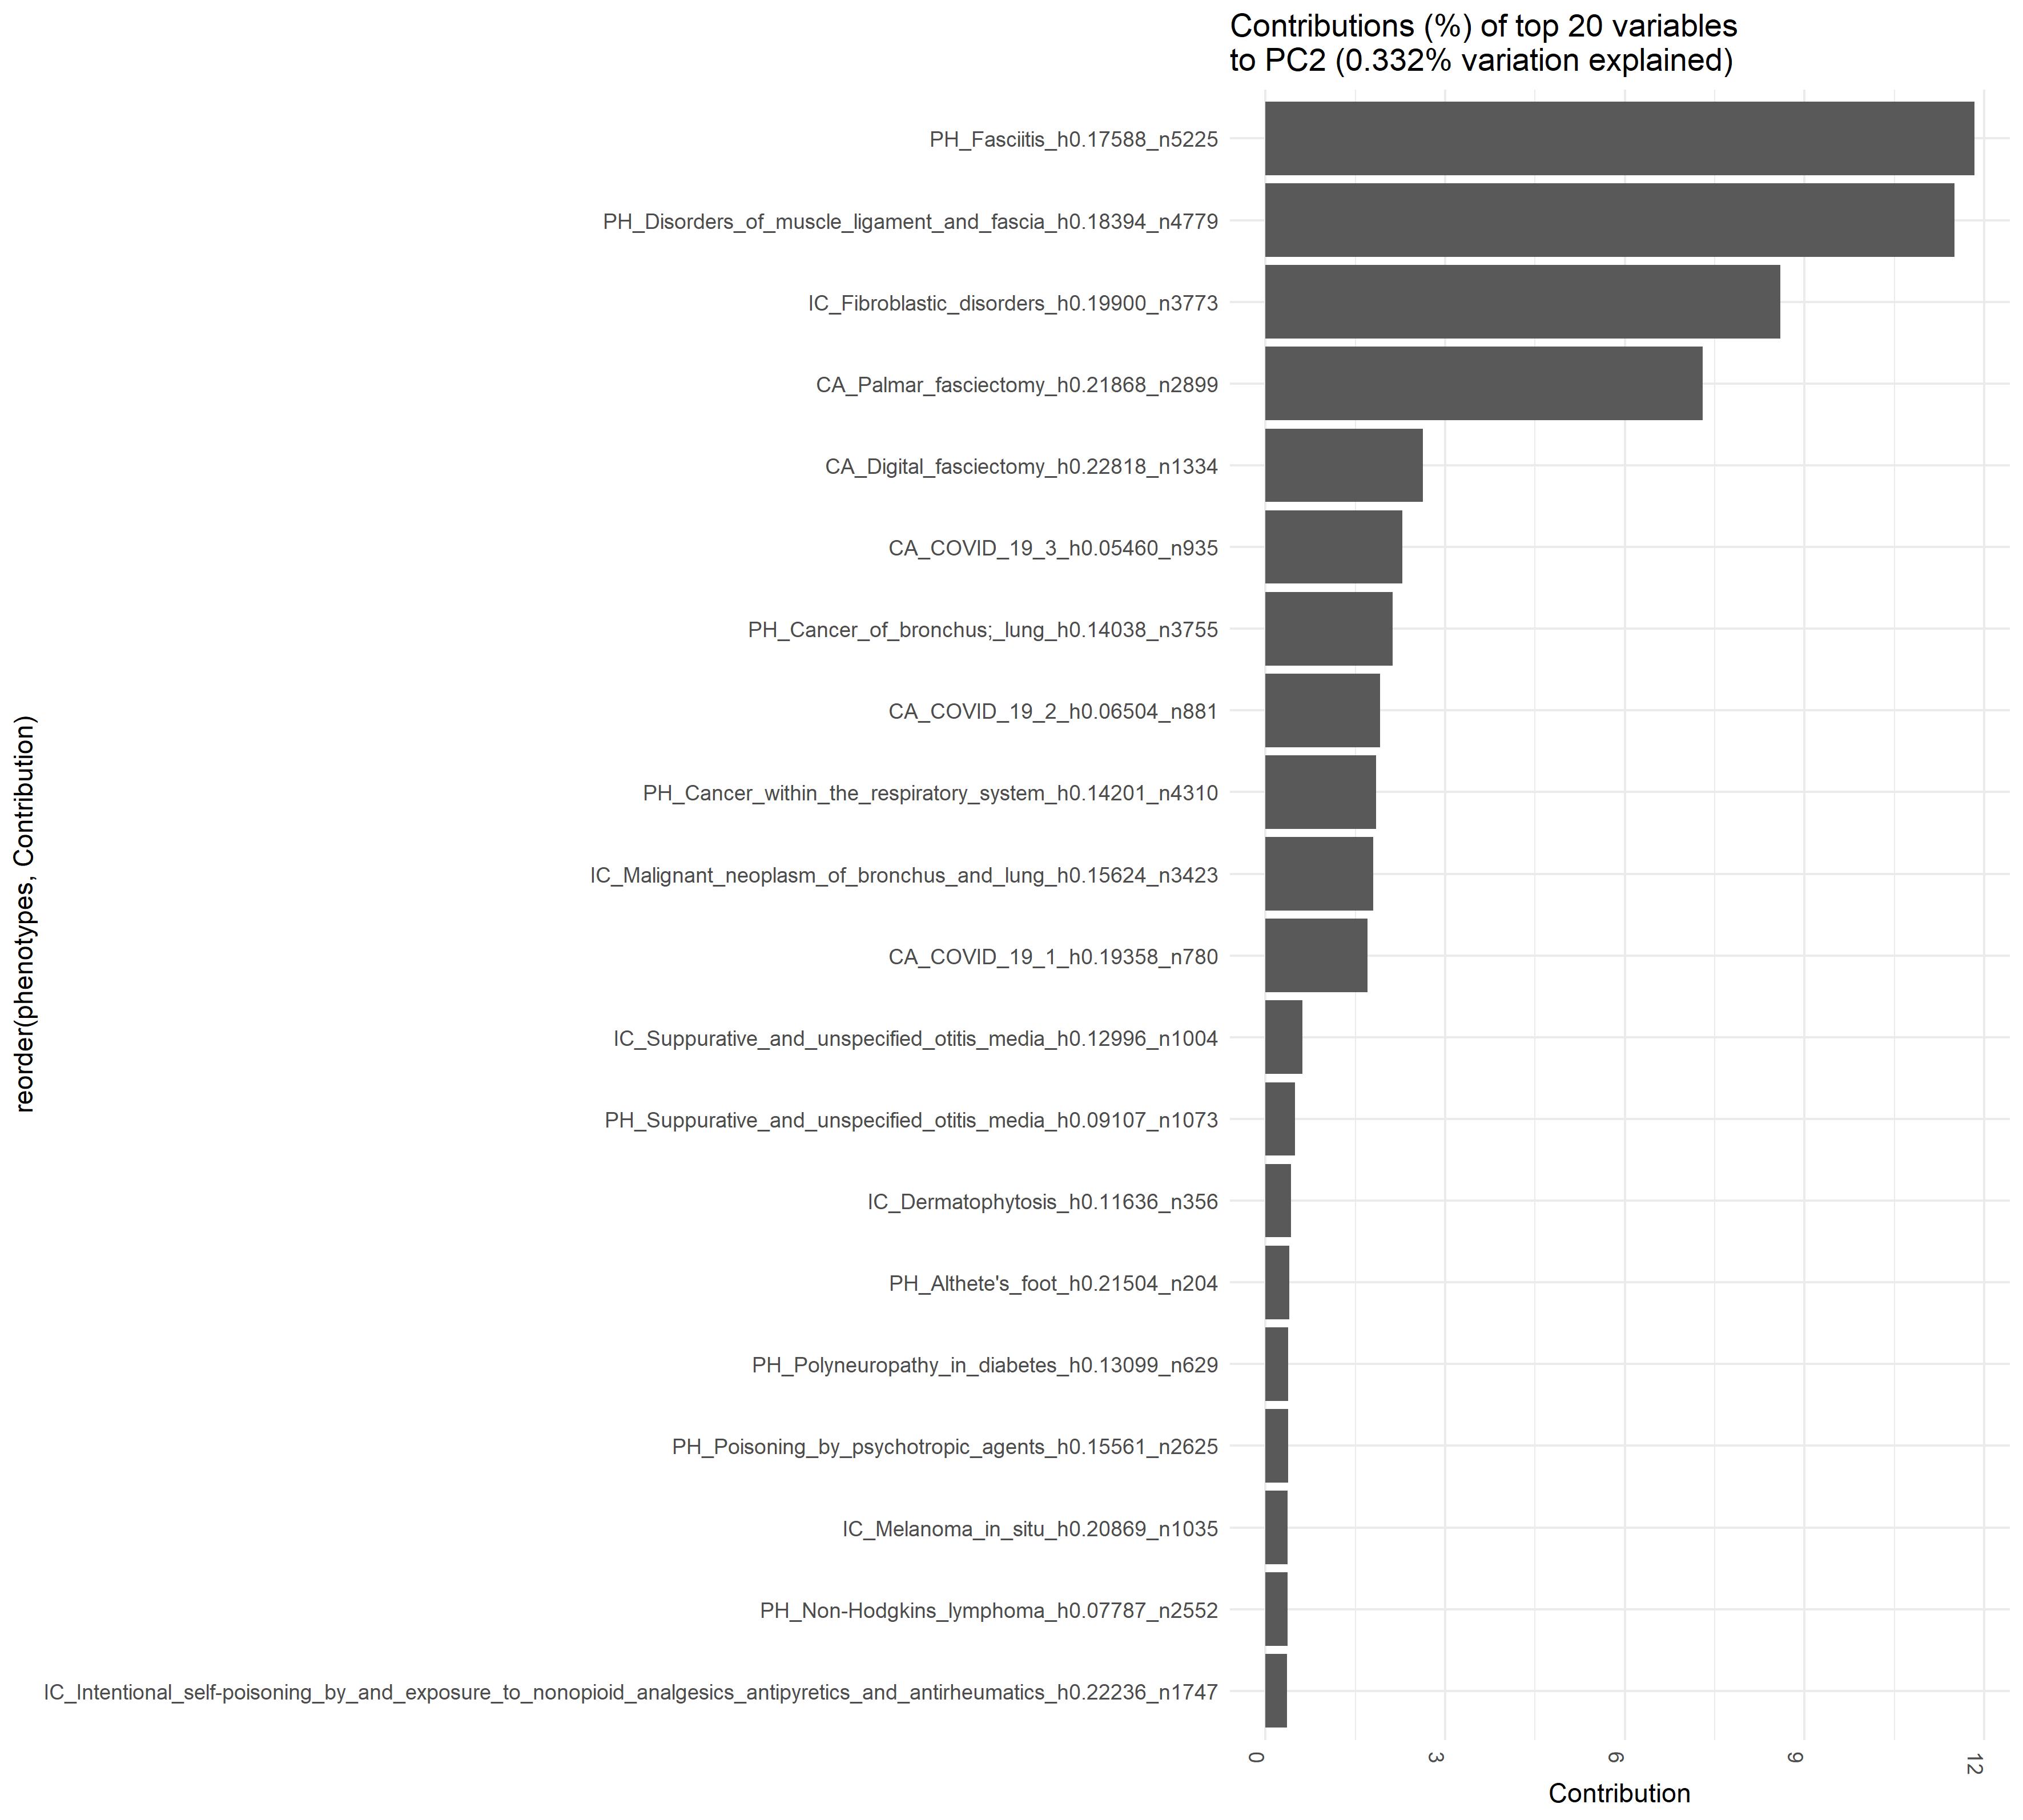 Contributions (%) of top 20 variables
to PC2 (0.332% variation explained)
PH_Fasciitis_h0.17588_n5225
PH_Disorders_of_muscle_ligament_and_fascia_h0.18394_n4779
IC_Fibroblastic_disorders_h0.19900_n3773
CA_Palmar_fasciectomy_h0.21868_n2899
CA_Digital_fasciectomy_h0.22818_n1334
CA_COVID_19_3_h0.05460_n935
PH_Cancer_of_bronchus;_lung_h0.14038_n3755
CA_COVID_19_2_h0.06504_n881
PH_Cancer_within_the_respiratory_system_h0.14201_n4310
IC_Malignant_neoplasm_of_bronchus_and_lung_h0.15624_n3423
CA_COVID_19_1_h0.19358_n780
IC_Suppurative_and_unspecified_otitis_media_h0.12996_n1004
PH_Suppurative_and_unspecified_otitis_media_h0.09107_n1073
IC_Dermatophytosis_h0.11636_n356
PH_Althete's_foot_h0.21504_n204
PH_Polyneuropathy_in_diabetes_h0.13099_n629
PH_Poisoning_by_psychotropic_agents_h0.15561_n2625
IC_Melanoma_in_situ_h0.20869_n1035
PH_Non-Hodgkins_lymphoma_h0.07787_n2552
IC_Intentional_self-poisoning_by_and_exposure_to_nonopioid_analgesics_antipyretics_and_antirheumatics_h0.22236_n1747
reorder(phenotypes, Contribution)
0 3 6 9 12
Contribution